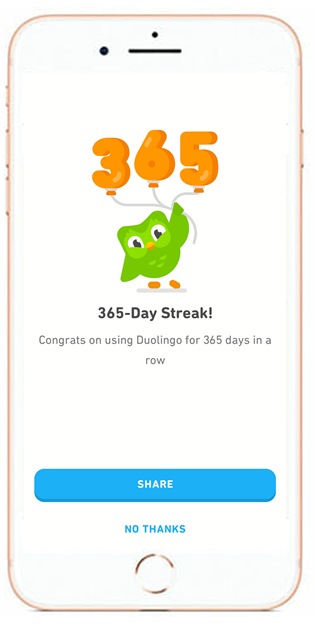 365
365-Day Streak!
Congrats on using Duolingo for 365 days in a
row
SHARE
NO THANKS